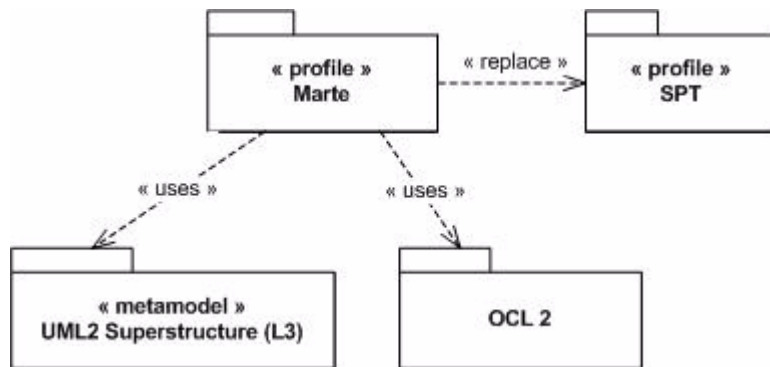 « profile »
Marte
« replace »
« profile »
SPT
« uses »
« uses »
« metamodel »
UML2 Superstructure (L3)
OCL 2